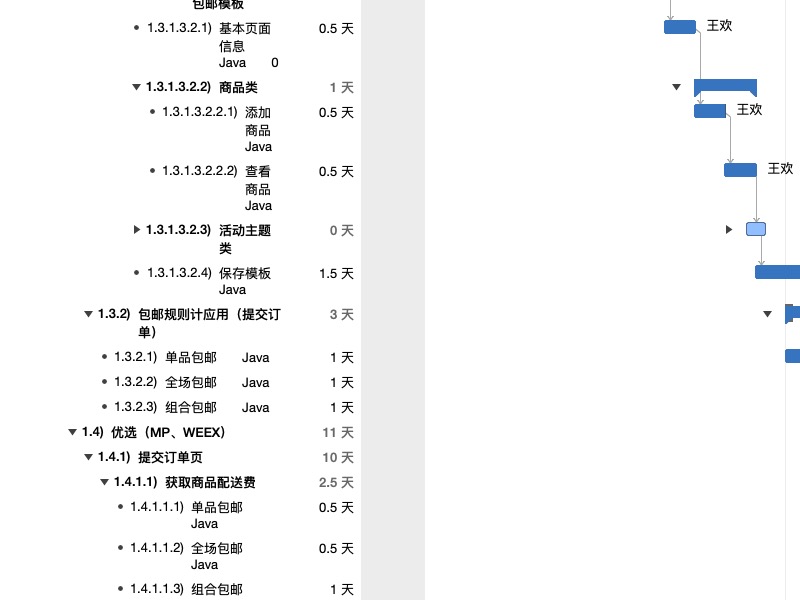 包邮模板
1.3.1.3.2.1) 基本页面 0.5 天 王欢
信息
Java 0
1.3.1.3.2.2) 商品类 1 天
1.3.1.3.2.2.1) 添加 0.5 天 王欢
商品
Java
1.3.1.3.2.2.2) 查看 0.5 天 王欢
商品
Java
1.3.1.3.2.3) 活动主题 0 天
类
1.3.1.3.2.4) 保存模板 1.5 天
Java
1.3.2) 包邮规则计应用（提交订 3 天
单）
1.3.2.1) 单品包邮 Java 1 天
1.3.2.2) 全场包邮 Java 1 天
1.3.2.3) 组合包邮 Java 1 天
1.4) 优选（MP、WEEX） 11 天
1.4.1) 提交订单页 10 天
1.4.1.1) 获取商品配送费 2.5 天
1.4.1.1.1) 单品包邮 0.5 天
Java
1.4.1.1.2) 全场包邮 0.5 天
Java
1.4.1.1.3) 组合包邮 1 天